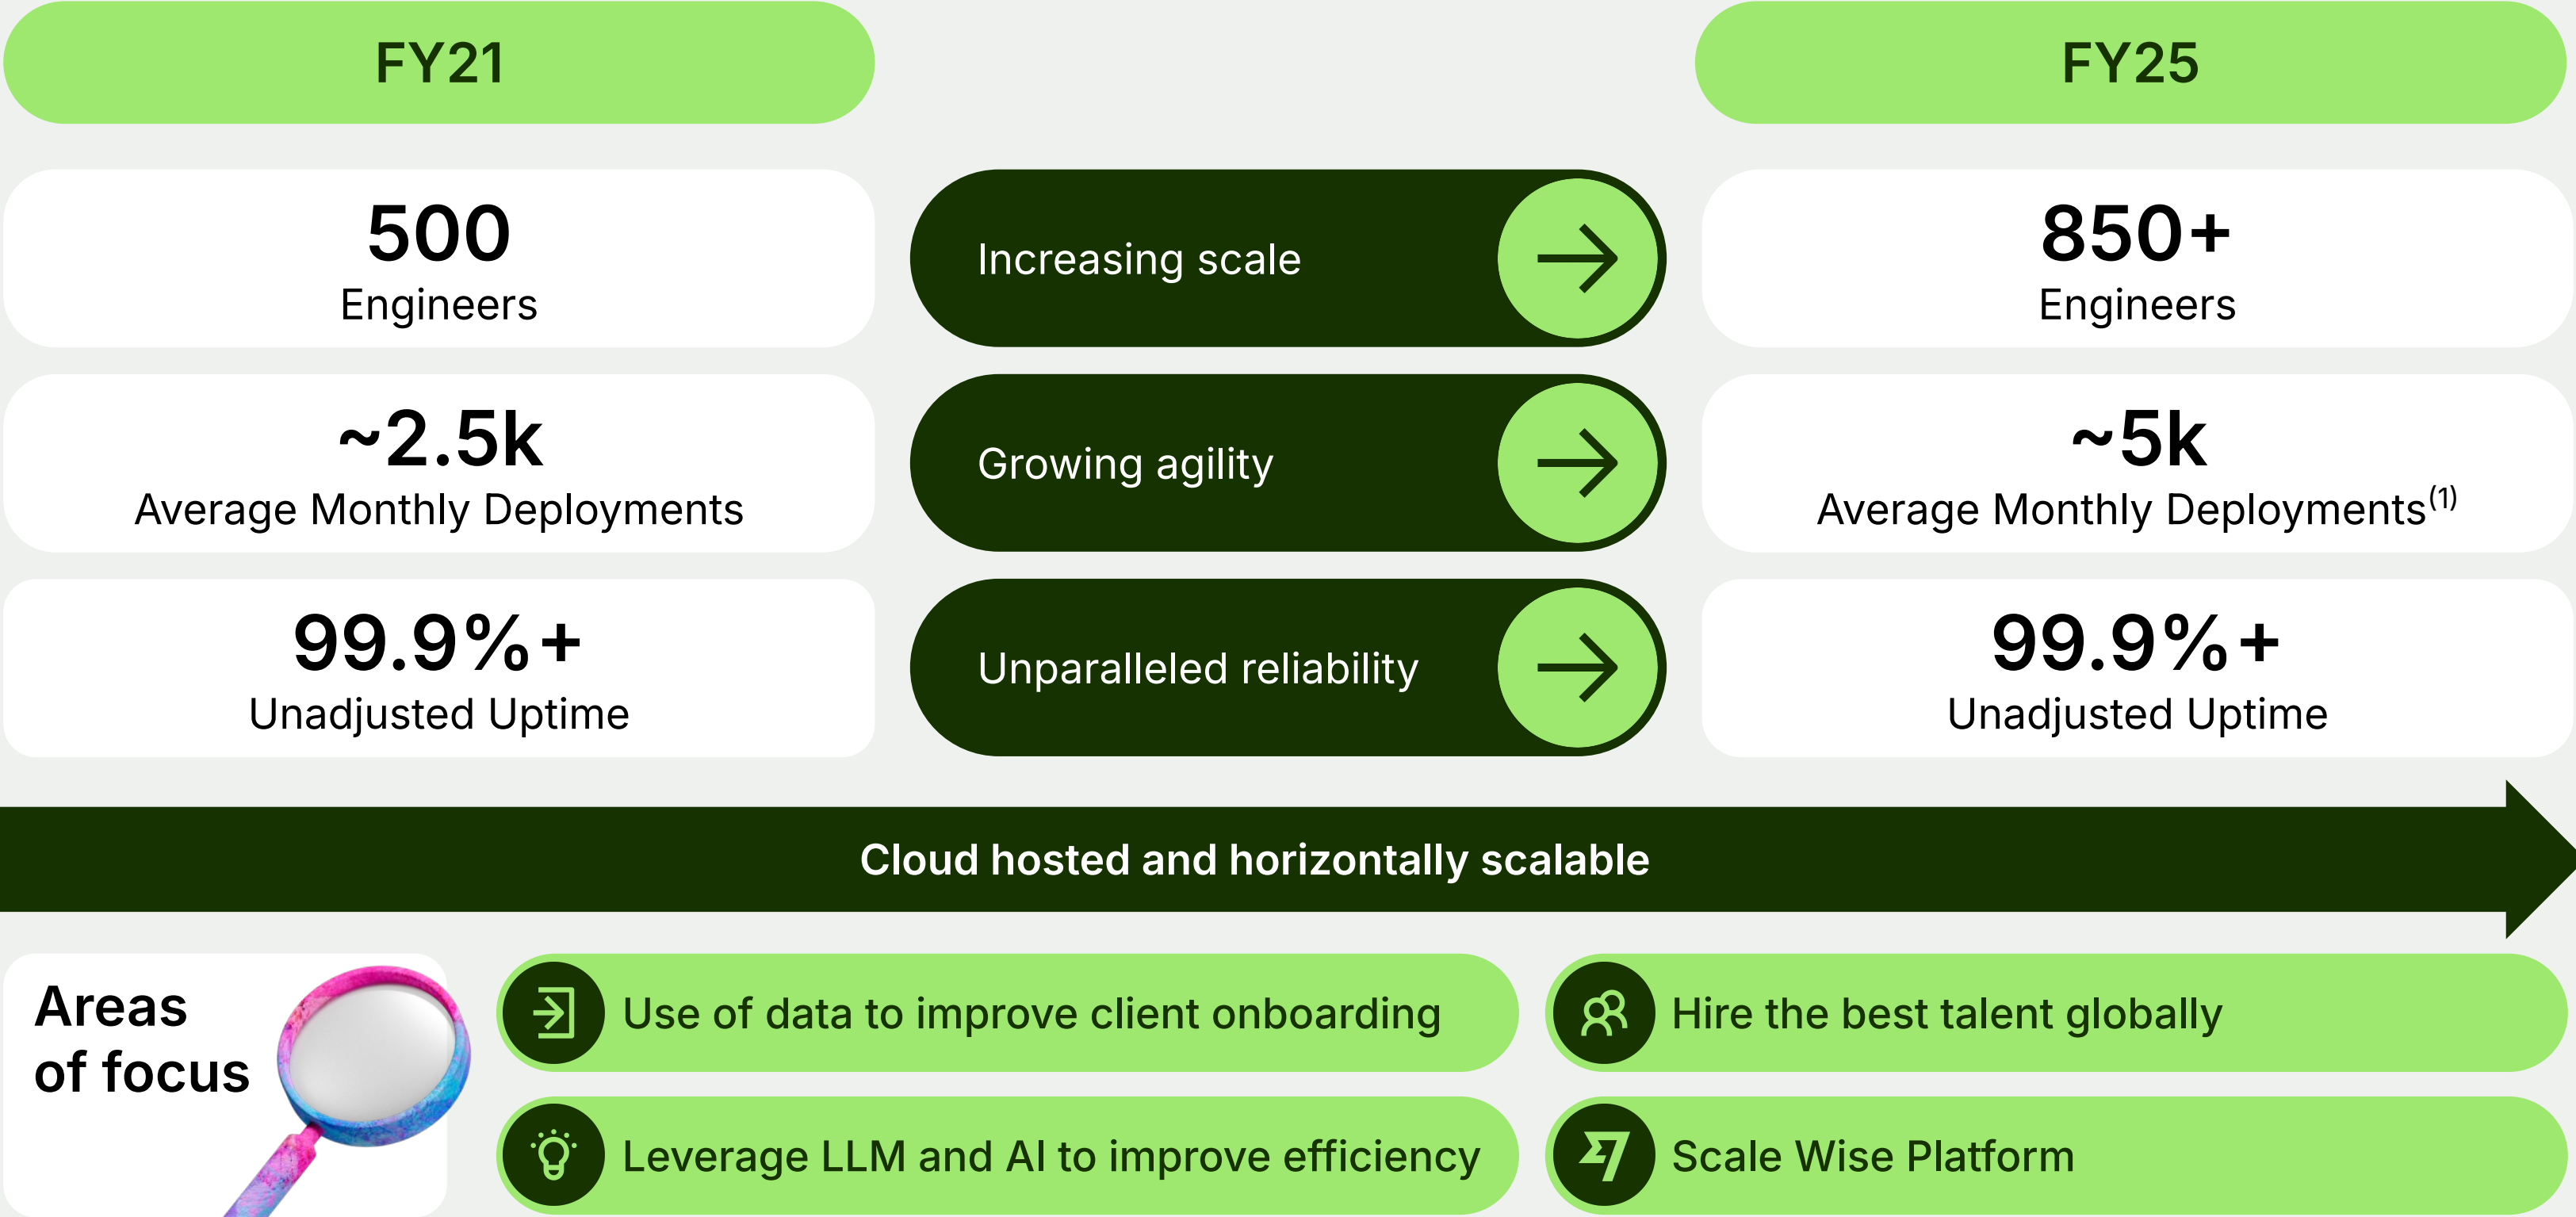 FY21
FY25
500
Engineers
Increasing scale
850+
Engineers
~2.5k
Average Monthly Deployments
Growing agility
~5k
Average Monthly Deployments(1)
99.9%+
Unadjusted Uptime
Unparalleled reliability
99.9%+
Unadjusted Uptime
Cloud hosted and horizontally scalable
Areas
of focus
Use of data to improve client onboarding
Hire the best talent globally
Leverage LLM and AI to improve efficiency
Scale Wise Platform